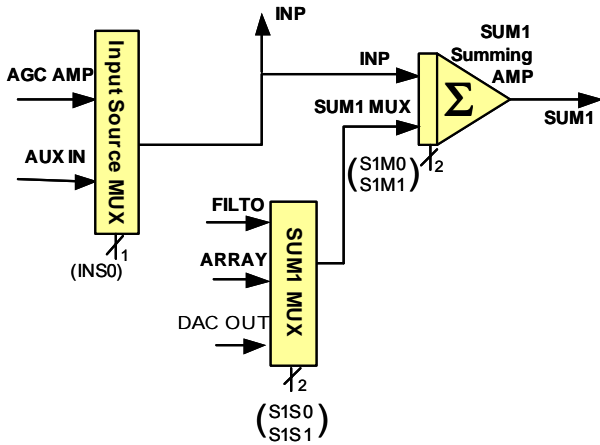 INP
SUM1
Summing
AMP
Input Source MUX
AGC AMP
AUX IN
INP
SUM1 MUX
Σ
SUM1
2
(S1M0
S1M1)
1
(INS0)
FILTO
ARRAY
DAC OUT
SUM1 MUX
2
(S1S0
S1S1)